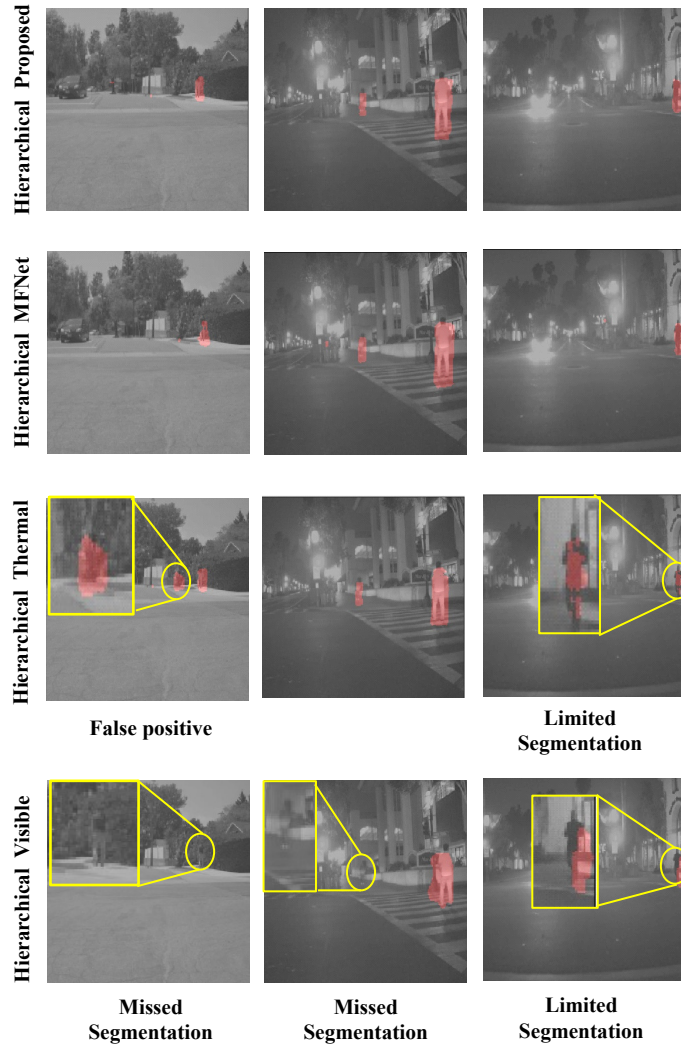 Hierarchical Proposed
Hierarchical MFNet
Hierarchical Thermal
False positive
Limited
Segmentation
Hierarchical Visible
Missed
Segmentation
Missed
Segmentation
Limited
Segmentation